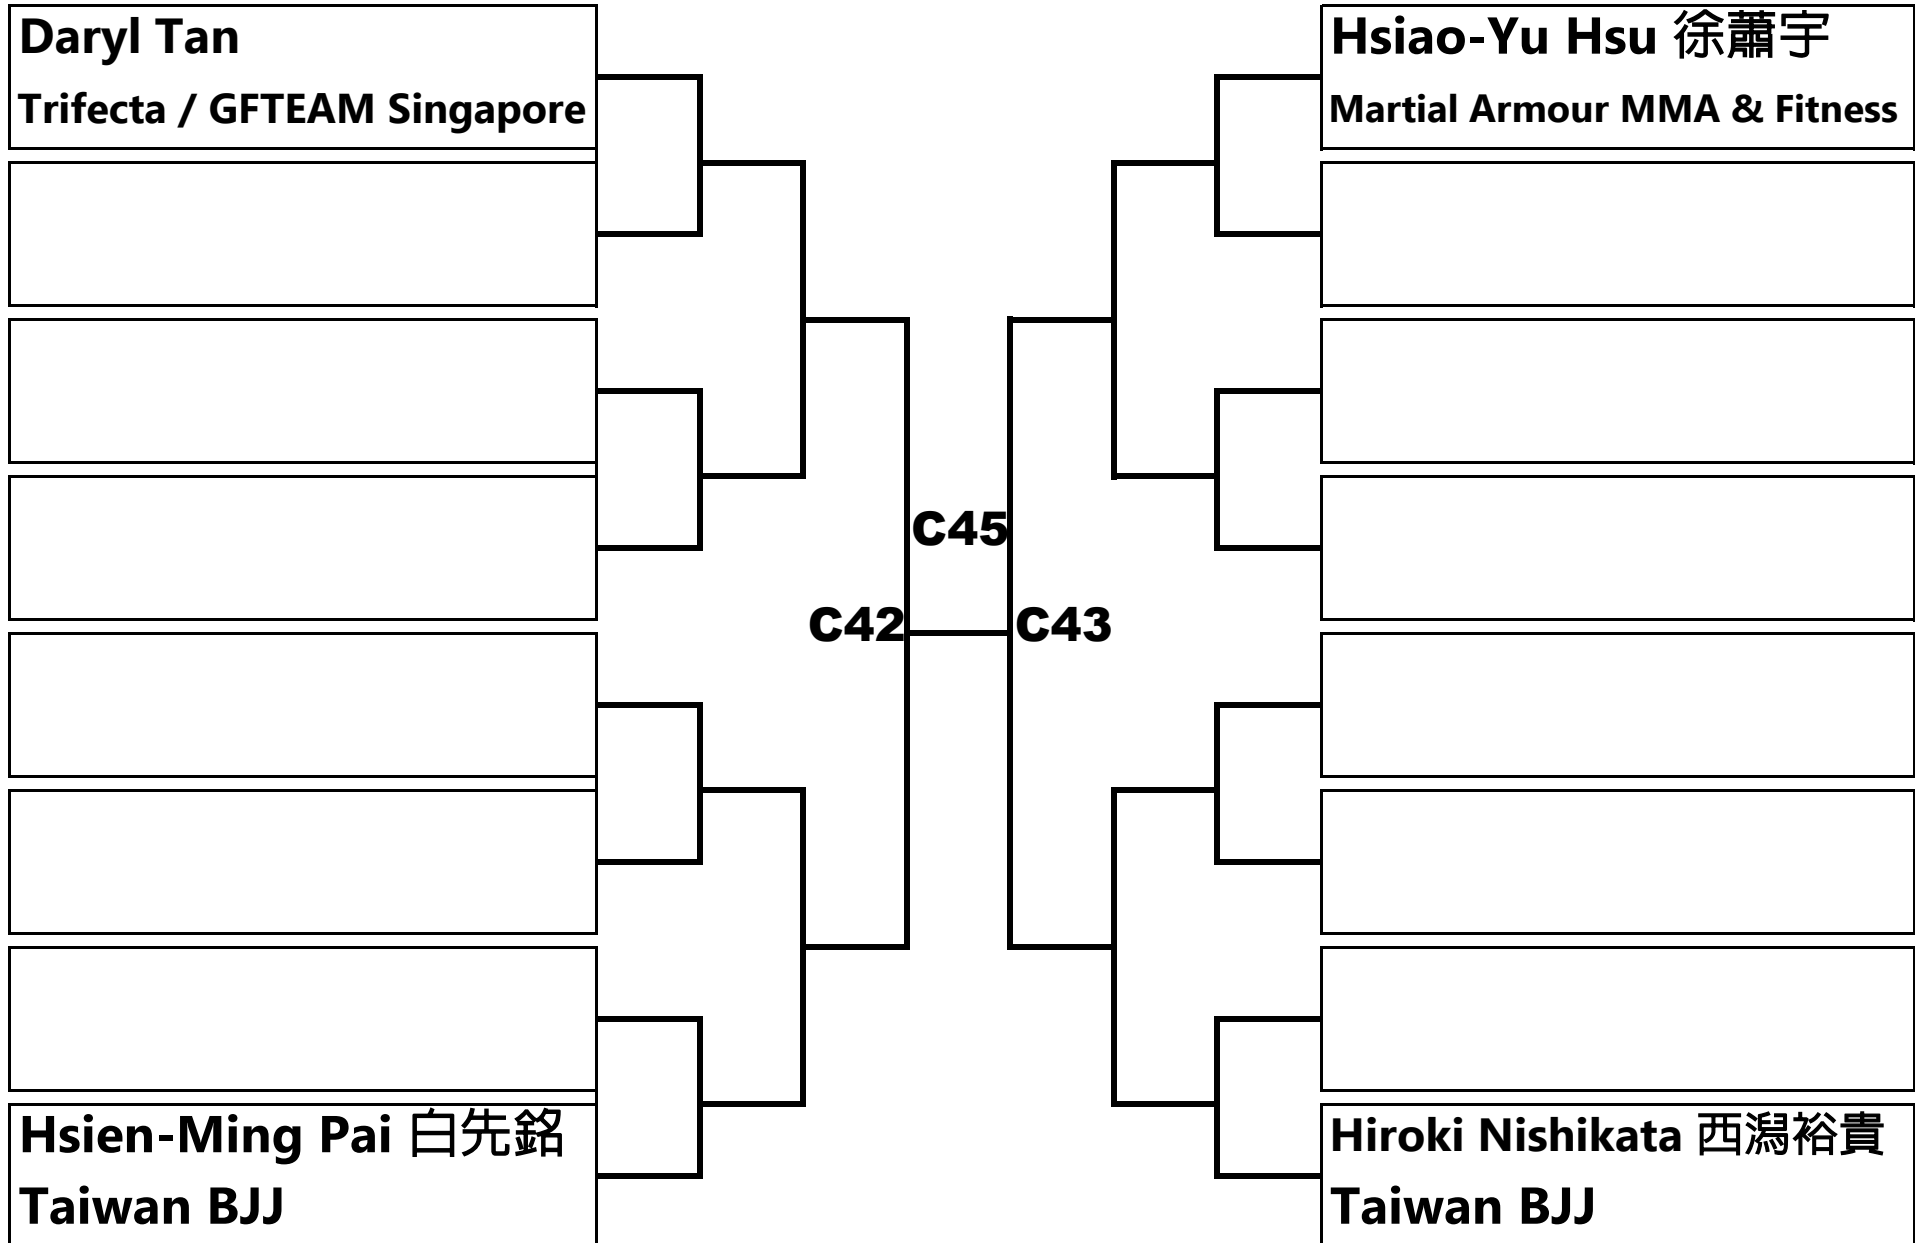 Daryl Tan
Trifecta / GFTEAM Singapore
Hsiao-Yu Hsu 徐蕭宇
Martial Armour MMA & Fitness
C45
C42
C43
Hsien-Ming Pai 白先銘
Taiwan BJJ
Hiroki Nishikata 西潟裕貴
Taiwan BJJ